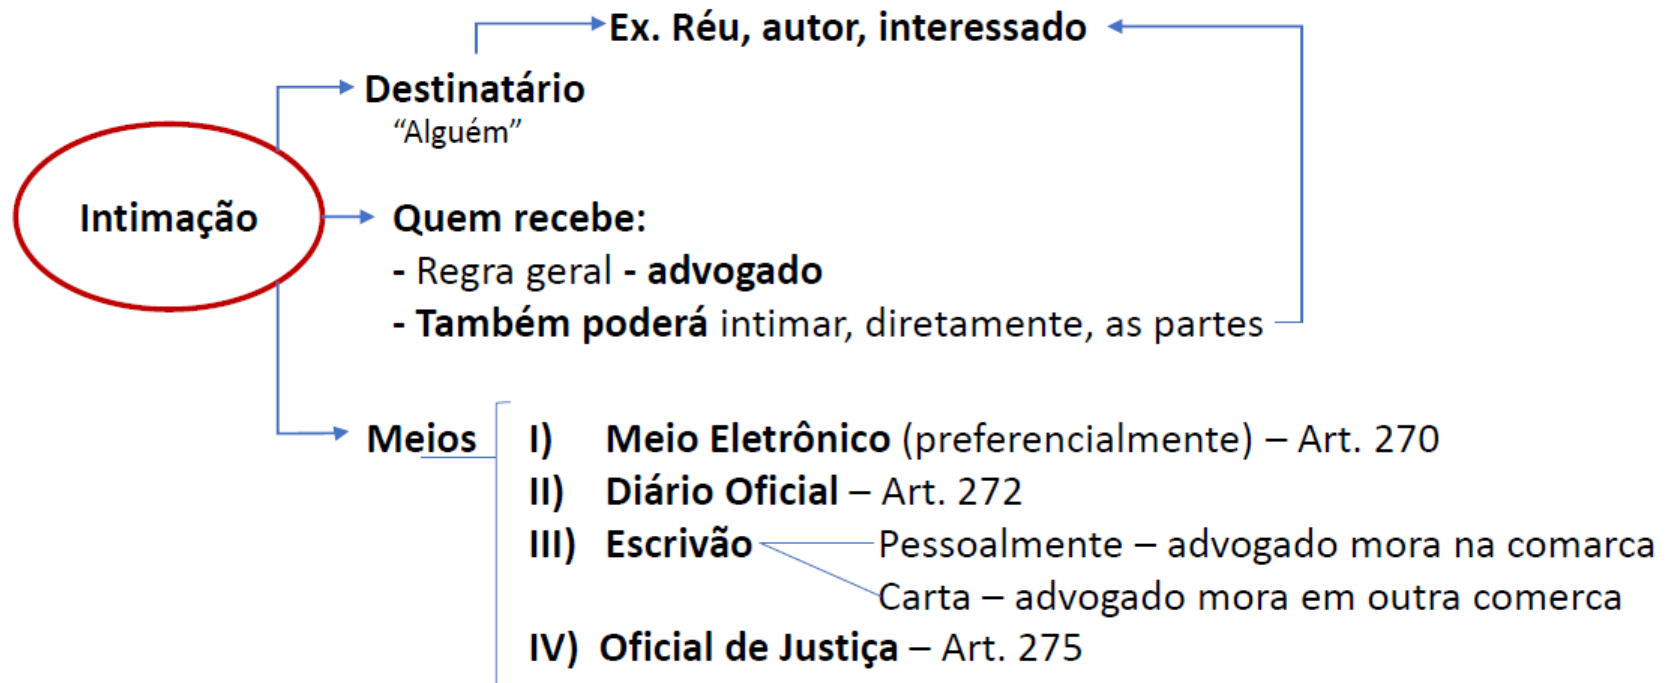 Ex. Réu, autor, interessado
Destinatário
“Alguém”
Intimação
Quem recebe:
- Regra geral - advogado
- Também poderá intimar, diretamente, as partes
Meios
I) Meio Eletrônico (preferencialmente) – Art. 270
II) Diário Oficial – Art. 272
III) Escrivão
Pessoalmente – advogado mora na comarca
Carta – advogado mora em outra comerca
IV) Oficial de Justiça – Art. 275